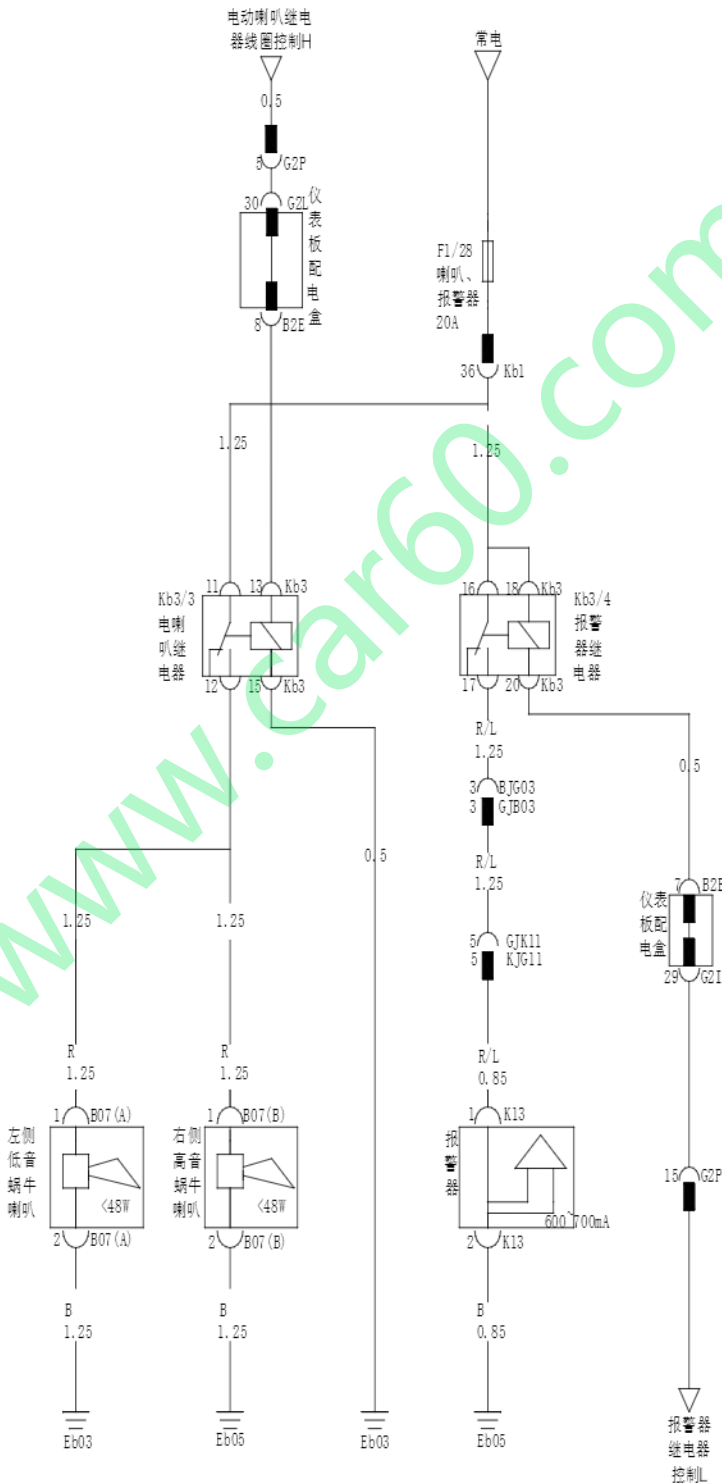 电动喇叭继电
器线圈控制H
常电
0.5
5 G2P
30 G2L
仪表板配电盒
8 B2E
F1/28
喇叭、
报警器
20A
36 Kb1
1.25
1.25
Kb3/3
电喇
叭继
电器
11 13 Kb3
12 15 Kb3
16 18 Kb3
17 20 Kb3
Kb3/4
报警
器继
电器
R/L
1.25
3 BJG03
3 GJB03
0.5
0.5
R/L
1.25
7 B2E
仪表
板配
电盒
29 G2I
1.25
1.25
5 GJK11
5 KJG11
R
1.25
R
1.25
R/L
0.85
1 B07(A)
左侧
低音
蜗牛
喇叭
<48W
2 B07(A)
1 B07(B)
右侧
高音
蜗牛
喇叭
<48W
2 B07(B)
1 K13
报警器
600~700mA
2 K13
15 G2P
B
1.25
B
1.25
B
0.85
Eb03
Eb05
Eb03
Eb05
报警器
继电器
控制L
www.car60.com